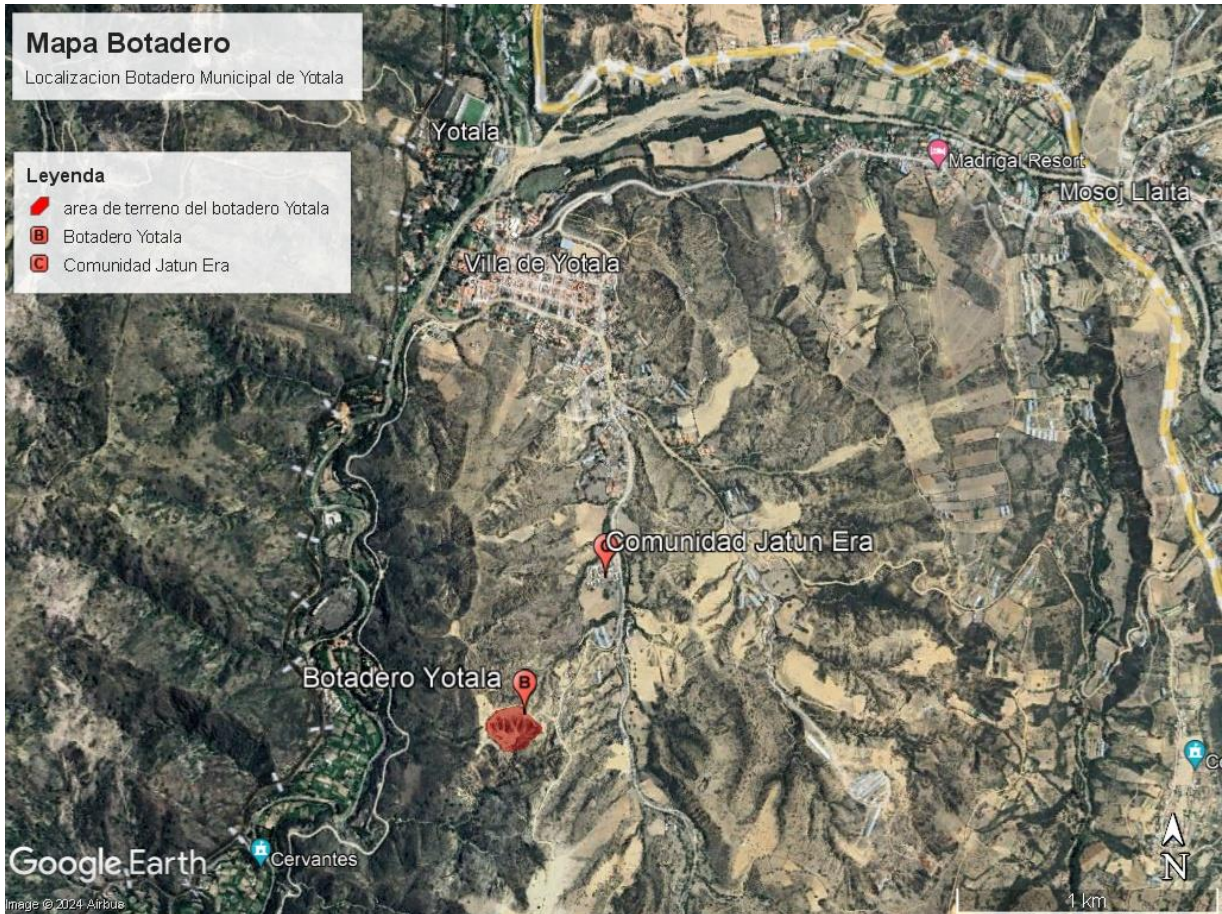 Mapa Botadero
Localizacion Botadero Municipal de Yotala
Leyenda
area de terreno del botadero Yotala
B
Botadero Yotala
C
Comunidad Jatun Era
Yotala
Madrigal Resort
Mosoj Llaita
Villa de Yotala
Comunidad Jatun Era
Botadero Yotala
B
Cervantes
Google Earth
Image © 2024 Airbus
N
1 km